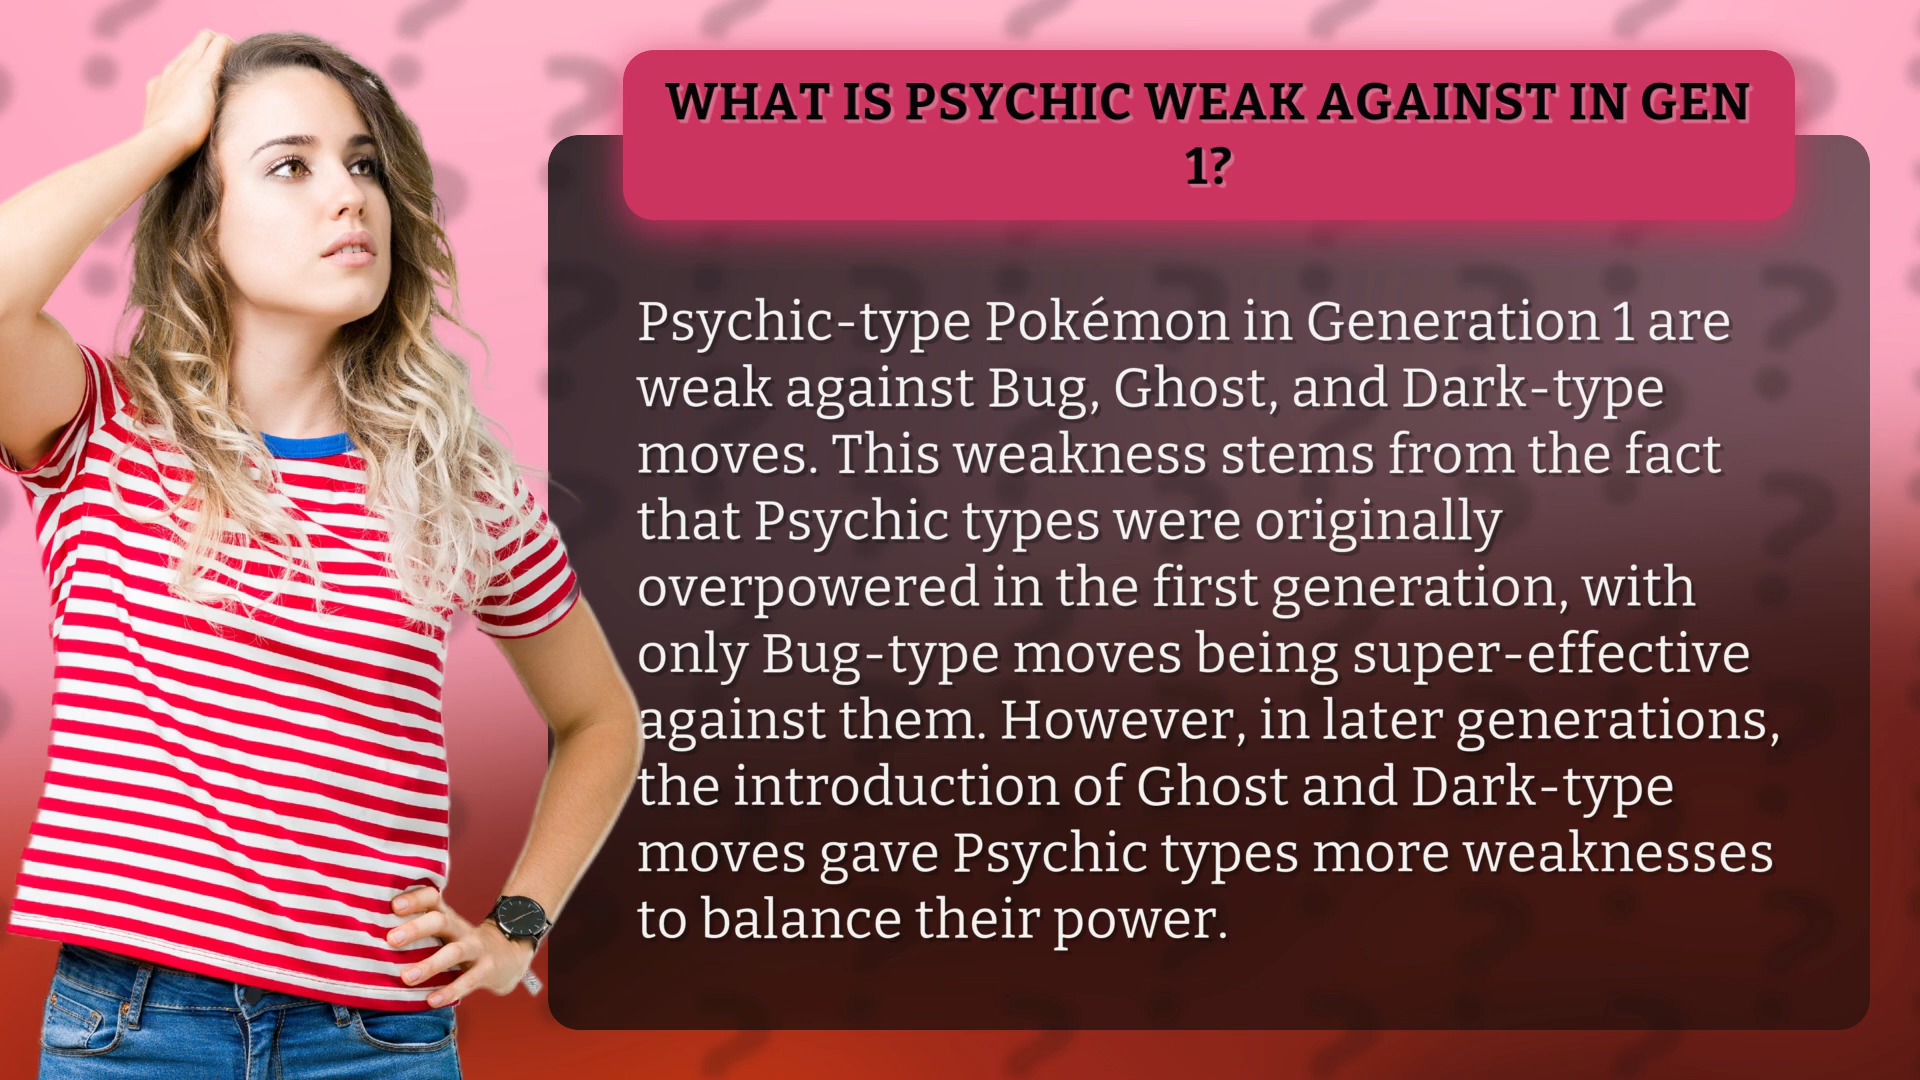 WHAT IS PSYCHIC WEAK AGAINST IN GEN
1?
Psychic-type Pokémon in Generation 1 are
weak against Bug, Ghost, and Dark-type
moves. This weakness stems from the fact
that Psychic types were originally
overpowered in the first generation, with
only Bug-type moves being super-effective
against them. However, in later generations,
the introduction of Ghost and Dark-type
moves gave Psychic types more weaknesses
to balance their power.